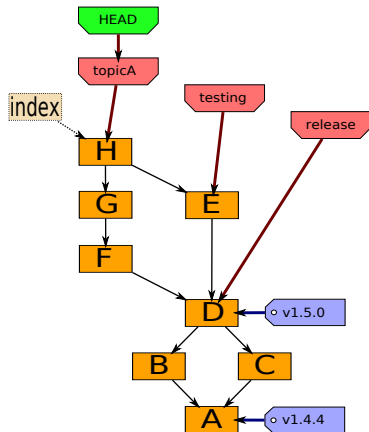 HEAD
topicA
testing
index
release
H
G
E
F
D
v1.5.0
B
C
A
v1.4.4